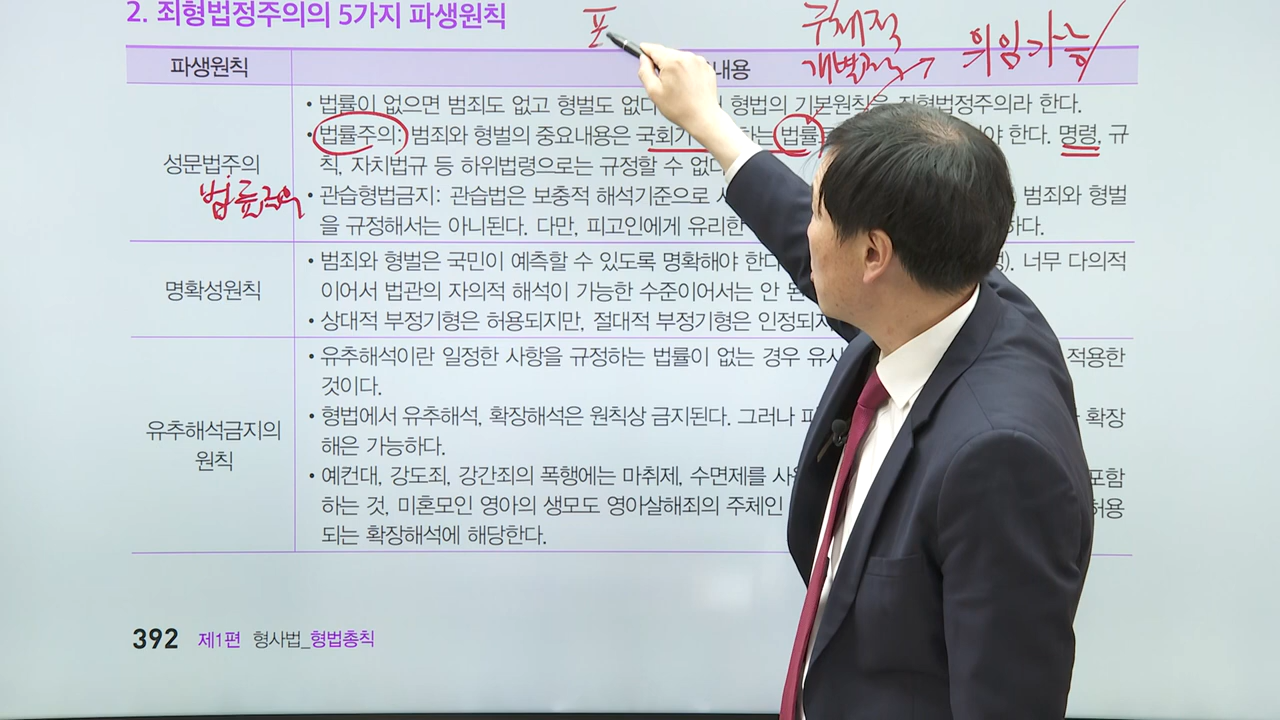 2. 죄형법정주의의 5가지 파생원칙
표
구체적
개별적으
위임가능
파생원칙
내용
성문법주의
법률주의
• 법률이 없으면 범죄도 없고 형벌도 없다 형법의 기본원칙을 죄형법정주의라 한다.
• 법률주의: 범죄와 형벌의 중요내용은 국회가 하는 법률 야 한다. 명령, 규
칙, 자치법규 등 하위법령으로는 규정할 수 없다
• 관습형법금지: 관습법은 보충적 해석기준으로 범죄와 형벌
을 규정해서는 아니된다. 다만, 피고인에게 유리한 하다.
명확성원칙
• 범죄와 형벌은 국민이 예측할 수 있도록 명확해야 한다 너무 다의적
이어서 법관의 자의적 해석이 가능한 수준이어서는 안 된
• 상대적 부정기형은 허용되지만, 절대적 부정기형은 인정되지
유추해석금지의
원칙
• 유추해석이란 일정한 사항을 규정하는 법률이 없는 경우 유사 적용한
것이다.
• 형법에서 유추해석, 확장해석은 원칙상 금지된다. 그러나 피 확장
해은 가능하다.
• 예컨대, 강도죄, 강간죄의 폭행에는 마취제, 수면제를 사용 포함
하는 것, 미혼모인 영아의 생모도 영아살해죄의 주체인 허용
되는 확장해석에 해당한다.
392 제1편 형사법_형법총칙